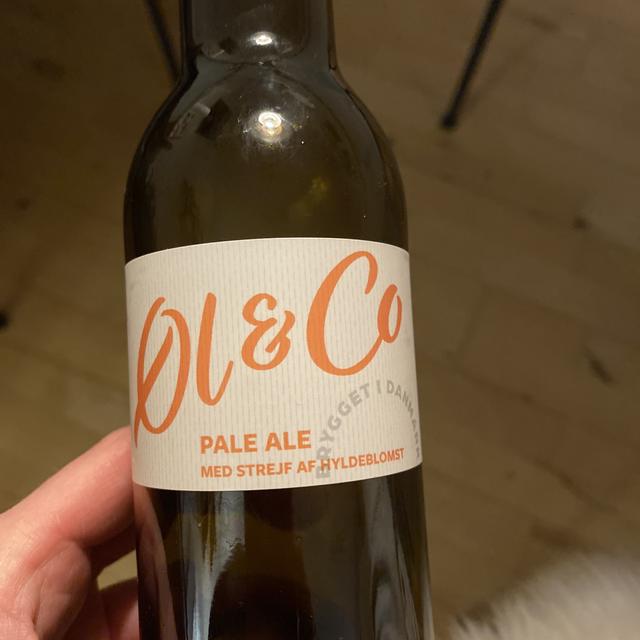 Øl & Co
PALE ALE
MED STREJF AF HYLDEBLOMST
BRYGGET I DANMARK